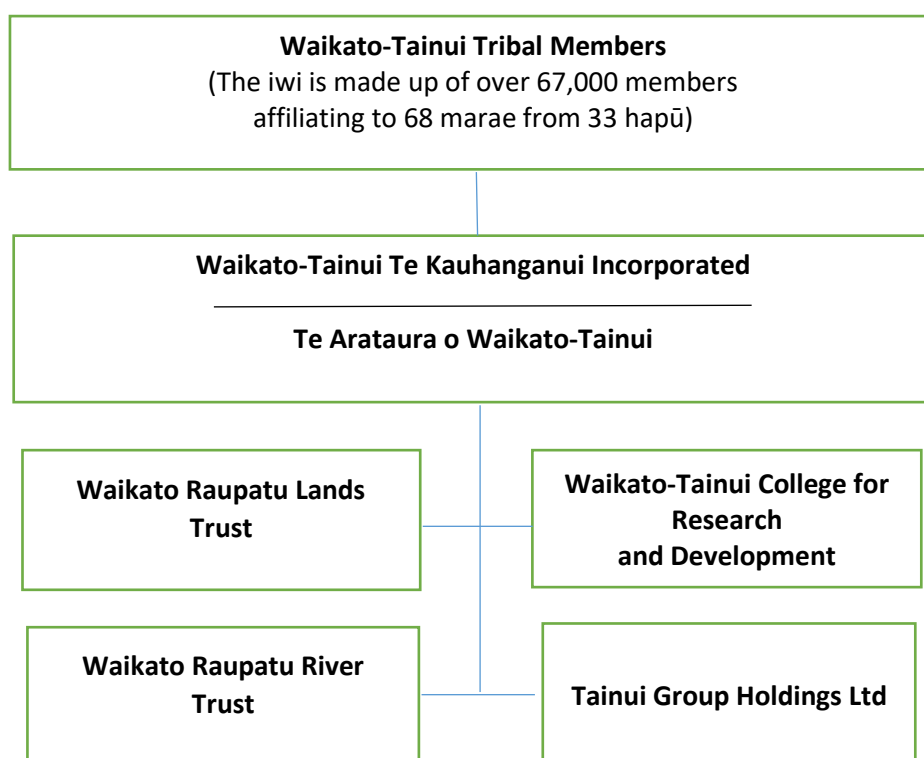 Waikato-Tainui Tribal Members
(The iwi is made up of over 67,000 members
affiliating to 68 marae from 33 hapū)
Waikato-Tainui Te Kauhanganui Incorporated
Te Arataura o Waikato-Tainui
Waikato Raupatu Lands
Trust
Waikato-Tainui College for
Research
and Development
Waikato Raupatu River
Trust
Tainui Group Holdings Ltd